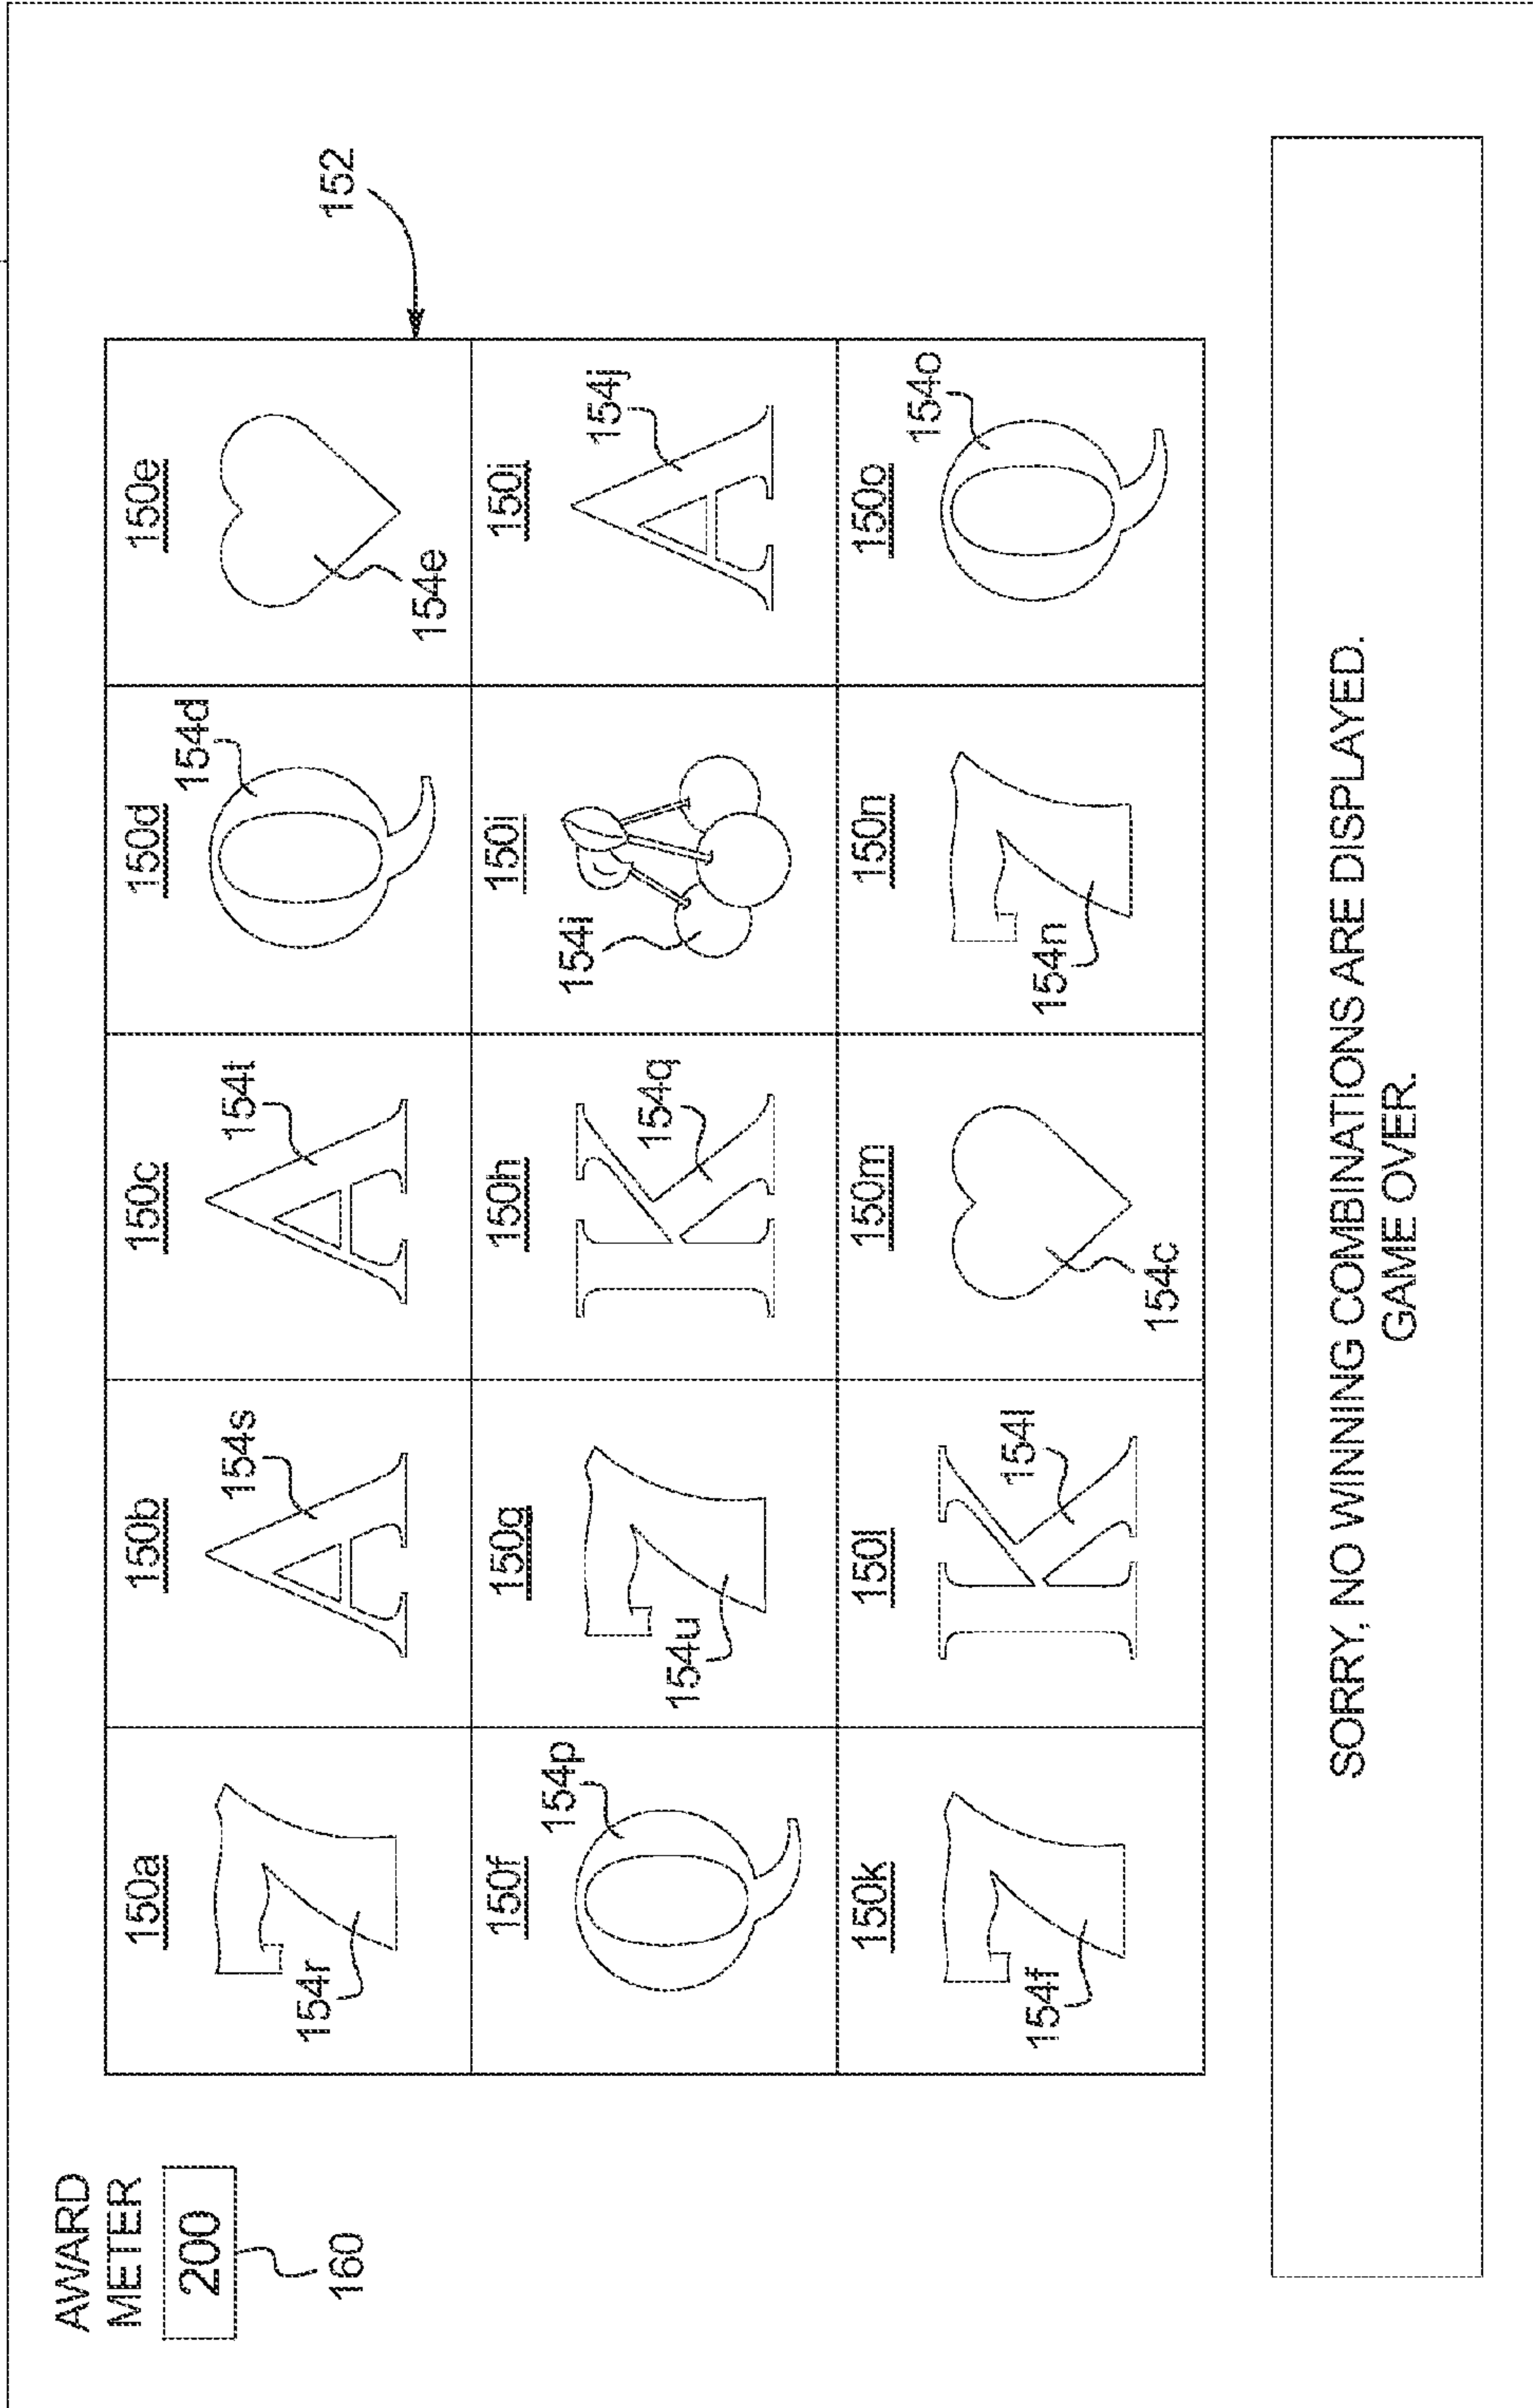 AWARD
METER
200
160
152
150a
154r
150b
154s
150c
154t
150d
154d
150e
154e
150f
154p
150g
154u
150h
154q
150i
154i
150j
154j
150k
154f
150l
154l
150m
154c
150n
154n
150o
154o
SORRY, NO WINNING COMBINATIONS ARE DISPLAYED.
GAME OVER.